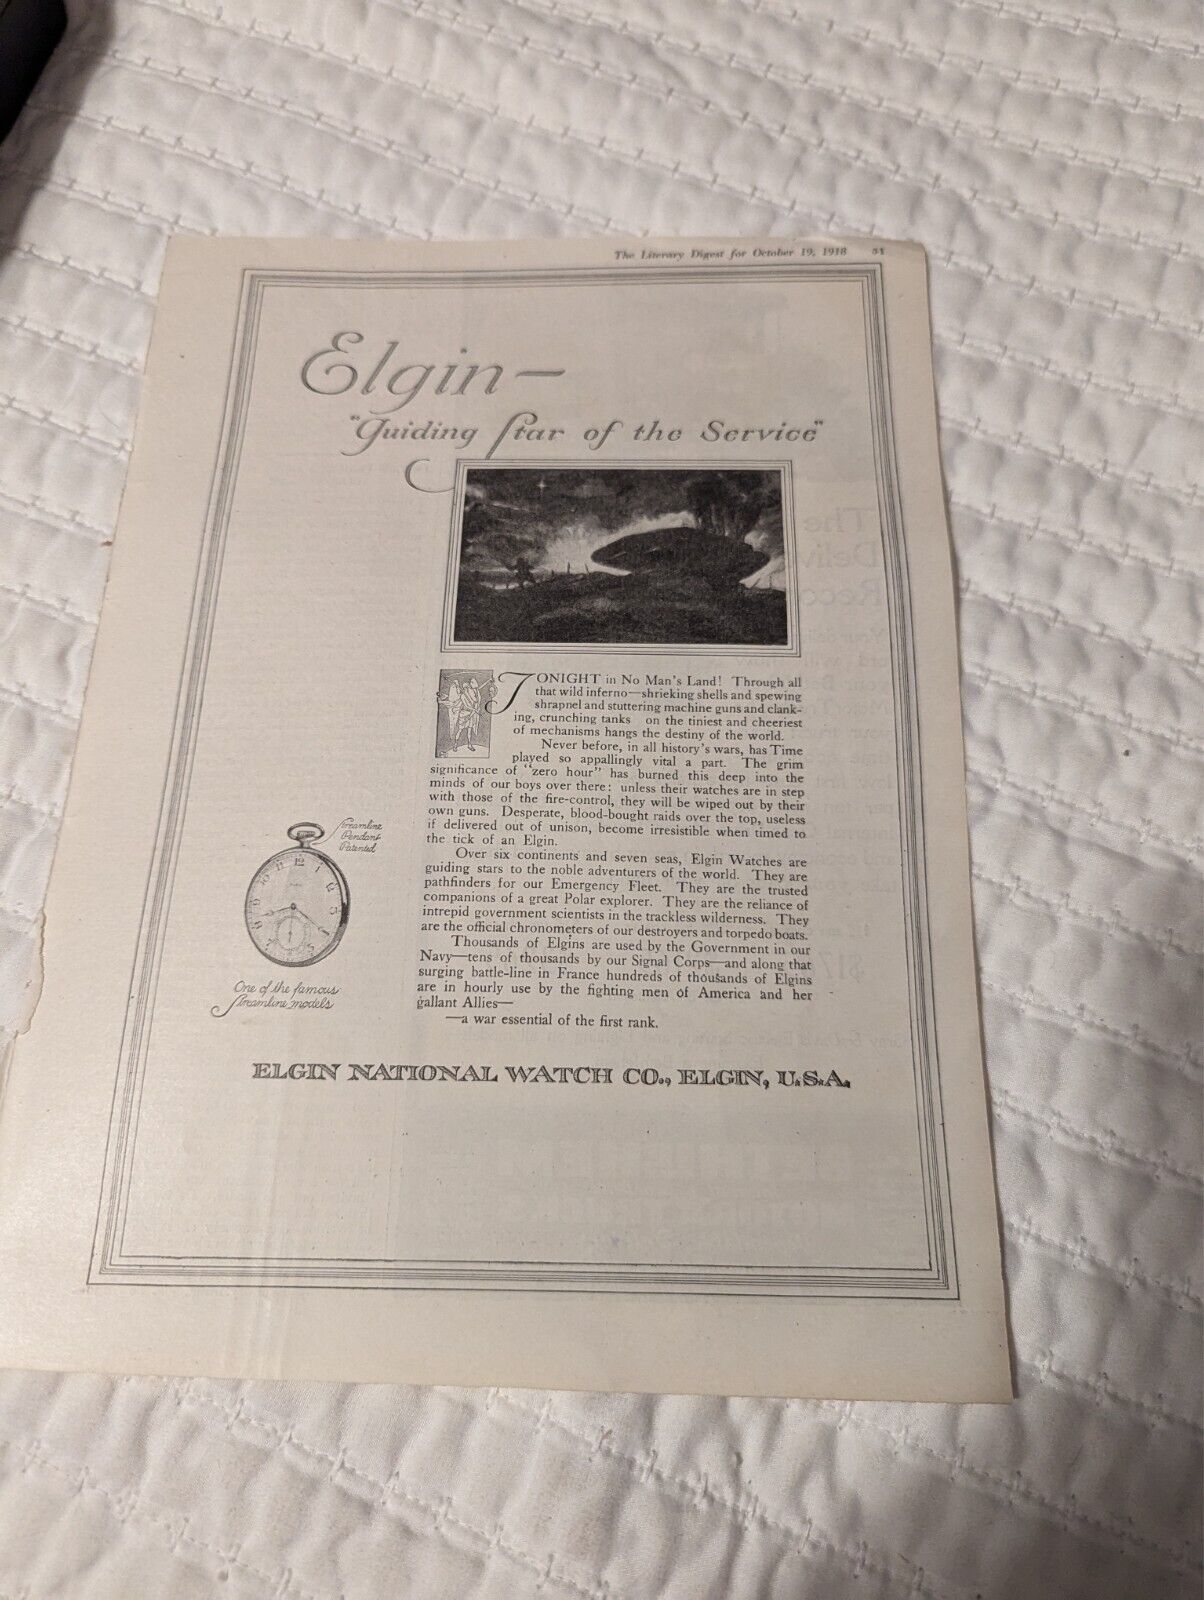 The Literary Digest for October 19, 1918
Elgin—
"Guiding Star of the Service"
TONIGHT in No Man's Land! Through all
that wild inferno—shrieking shells and spewing
shrapnel and stuttering machine guns and clank-
ing, crunching tanks on the tiniest and cheeriest
of mechanisms hangs the destiny of the world.
Never before, in all history's wars, has Time
played so appallingly vital a part. The grim
significance of "zero hour" has burned this deep into the
minds of our boys over there: unless their watches are in step
with those of the fire-control, they will be wiped out by their
own guns. Desperate, blood-bought raids over the top, useless
if delivered out of unison, become irresistible when timed to
the tick of an Elgin.
Over six continents and seven seas, Elgin Watches are
guiding stars to the noble adventurers of the world. They are
pathfinders for our Emergency Fleet. They are the trusted
companions of a great Polar explorer. They are the reliance of
intrepid government scientists in the trackless wilderness. They
are the official chronometers of our destroyers and torpedo boats.
Thousands of Elgins are used by the Government in our
Navy—tens of thousands by our Signal Corps—and along that
surging battle-line in France hundreds of thousands of Elgins
are in hourly use by the fighting men of America and her
gallant Allies—
—a war essential of the first rank.
Streamline
Pendant
Patented
One of the famous
Streamline models
ELGIN NATIONAL WATCH CO., ELGIN, U.S.A.